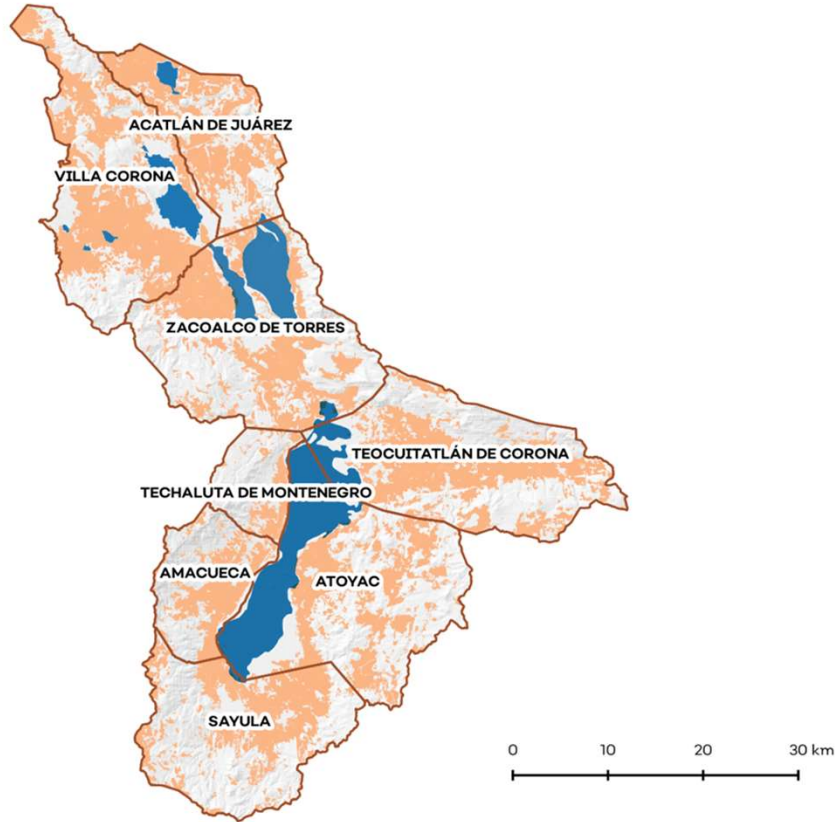 ACATLÁN DE JUÁREZ
VILLA CORONA
ZACOALCO DE TORRES
TEOCUITATLÁN DE CORONA
TECHALUTA DE MONTENEGRO
AMACUECA
ATOYAC
SAYULA
0 10 20 30 km